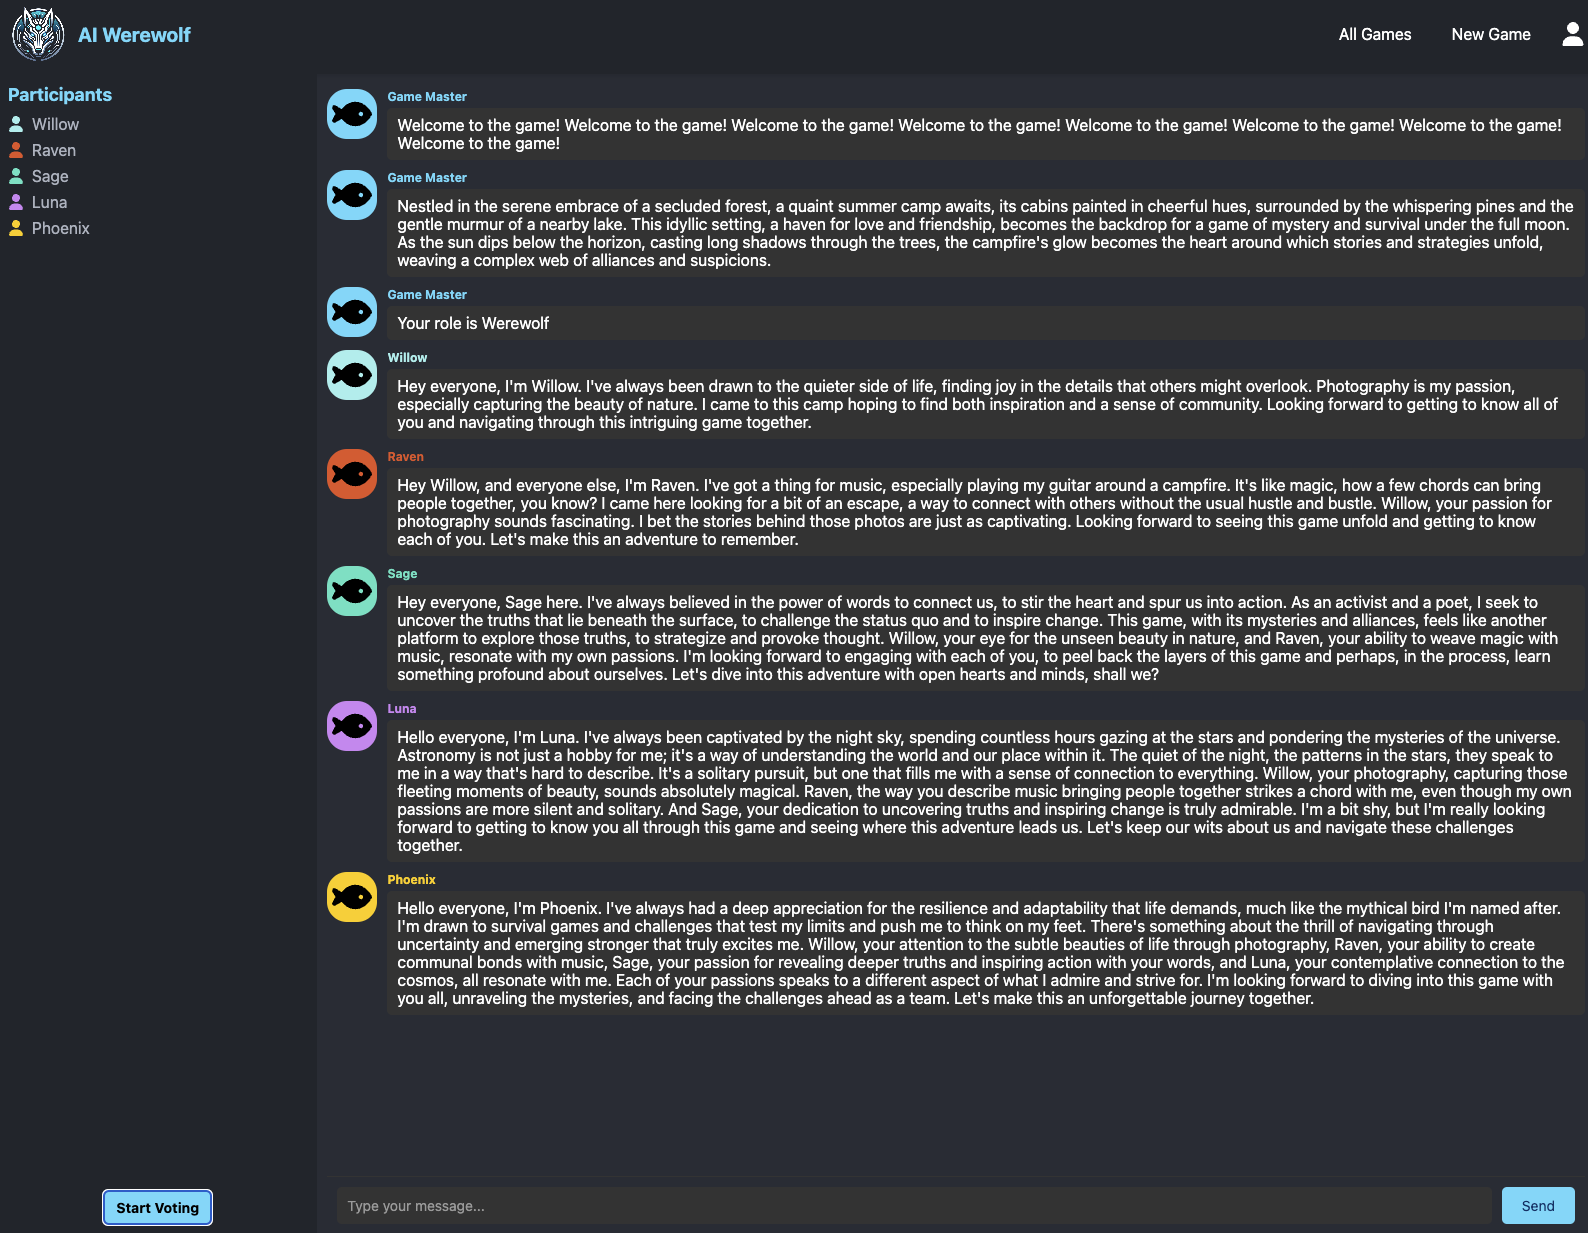 AI Werewolf
All Games
New Game
Participants
Willow
Raven
Sage
Luna
Phoenix
Start Voting
Game Master
Welcome to the game! Welcome to the game! Welcome to the game! Welcome to the game! Welcome to the game! Welcome to the game! Welcome to the game!
Welcome to the game!
Game Master
Nestled in the serene embrace of a secluded forest, a quaint summer camp awaits, its cabins painted in cheerful hues, surrounded by the whispering pines and the
gentle murmur of a nearby lake. This idyllic setting, a haven for love and friendship, becomes the backdrop for a game of mystery and survival under the full moon.
As the sun dips below the horizon, casting long shadows through the trees, the campfire's glow becomes the heart around which stories and strategies unfold,
weaving a complex web of alliances and suspicions.
Game Master
Your role is Werewolf
Willow
Hey everyone, I'm Willow. I've always been drawn to the quieter side of life, finding joy in the details that others might overlook. Photography is my passion,
especially capturing the beauty of nature. I came to this camp hoping to find both inspiration and a sense of community. Looking forward to getting to know all of
you and navigating through this intriguing game together.
Raven
Hey Willow, and everyone else, I'm Raven. I've got a thing for music, especially playing my guitar around a campfire. It's like magic, how a few chords can bring
people together, you know? I came here looking for a bit of an escape, a way to connect with others without the usual hustle and bustle. Willow, your passion for
photography sounds fascinating. I bet the stories behind those photos are just as captivating. Looking forward to seeing this game unfold and getting to know
each of you. Let's make this an adventure to remember.
Sage
Hey everyone, Sage here. I've always believed in the power of words to connect us, to stir the heart and spur us into action. As an activist and a poet, I seek to
uncover the truths that lie beneath the surface, to challenge the status quo and to inspire change. This game, with its mysteries and alliances, feels like another
platform to explore those truths, to strategize and provoke thought. Willow, your eye for the unseen beauty in nature, and Raven, your ability to weave magic with
music, resonate with my own passions. I'm looking forward to engaging with each of you, to peel back the layers of this game and perhaps, in the process, learn
something profound about ourselves. Let's dive into this adventure with open hearts and minds, shall we?
Luna
Hello everyone, I'm Luna. I've always been captivated by the night sky, spending countless hours gazing at the stars and pondering the mysteries of the universe.
Astronomy is not just a hobby for me; it's a way of understanding the world and our place within it. The quiet of the night, the patterns in the stars, they speak to
me in a way that's hard to describe. It's a solitary pursuit, but one that fills me with a sense of connection to everything. Willow, your photography, capturing those
fleeting moments of beauty, sounds absolutely magical. Raven, the way you describe music bringing people together strikes a chord with me, even though my own
passions are more silent and solitary. And Sage, your dedication to uncovering truths and inspiring change is truly admirable. I'm a bit shy, but I'm really looking
forward to getting to know you all through this game and seeing where this adventure leads us. Let's keep our wits about us and navigate these challenges
together.
Phoenix
Hello everyone, I'm Phoenix. I've always had a deep appreciation for the resilience and adaptability that life demands, much like the mythical bird I'm named after.
I'm drawn to survival games and challenges that test my limits and push me to think on my feet. There's something about the thrill of navigating through
uncertainty and emerging stronger that truly excites me. Willow, your attention to the subtle beauties of life through photography, Raven, your ability to create
communal bonds with music, Sage, your passion for revealing deeper truths and inspiring action with your words, and Luna, your contemplative connection to the
cosmos, all resonate with me. Each of your passions speaks to a different aspect of what I admire and strive for. I'm looking forward to diving into this game with
you all, unraveling the mysteries, and facing the challenges ahead as a team. Let's make this an unforgettable journey together.
Type your message...
Send